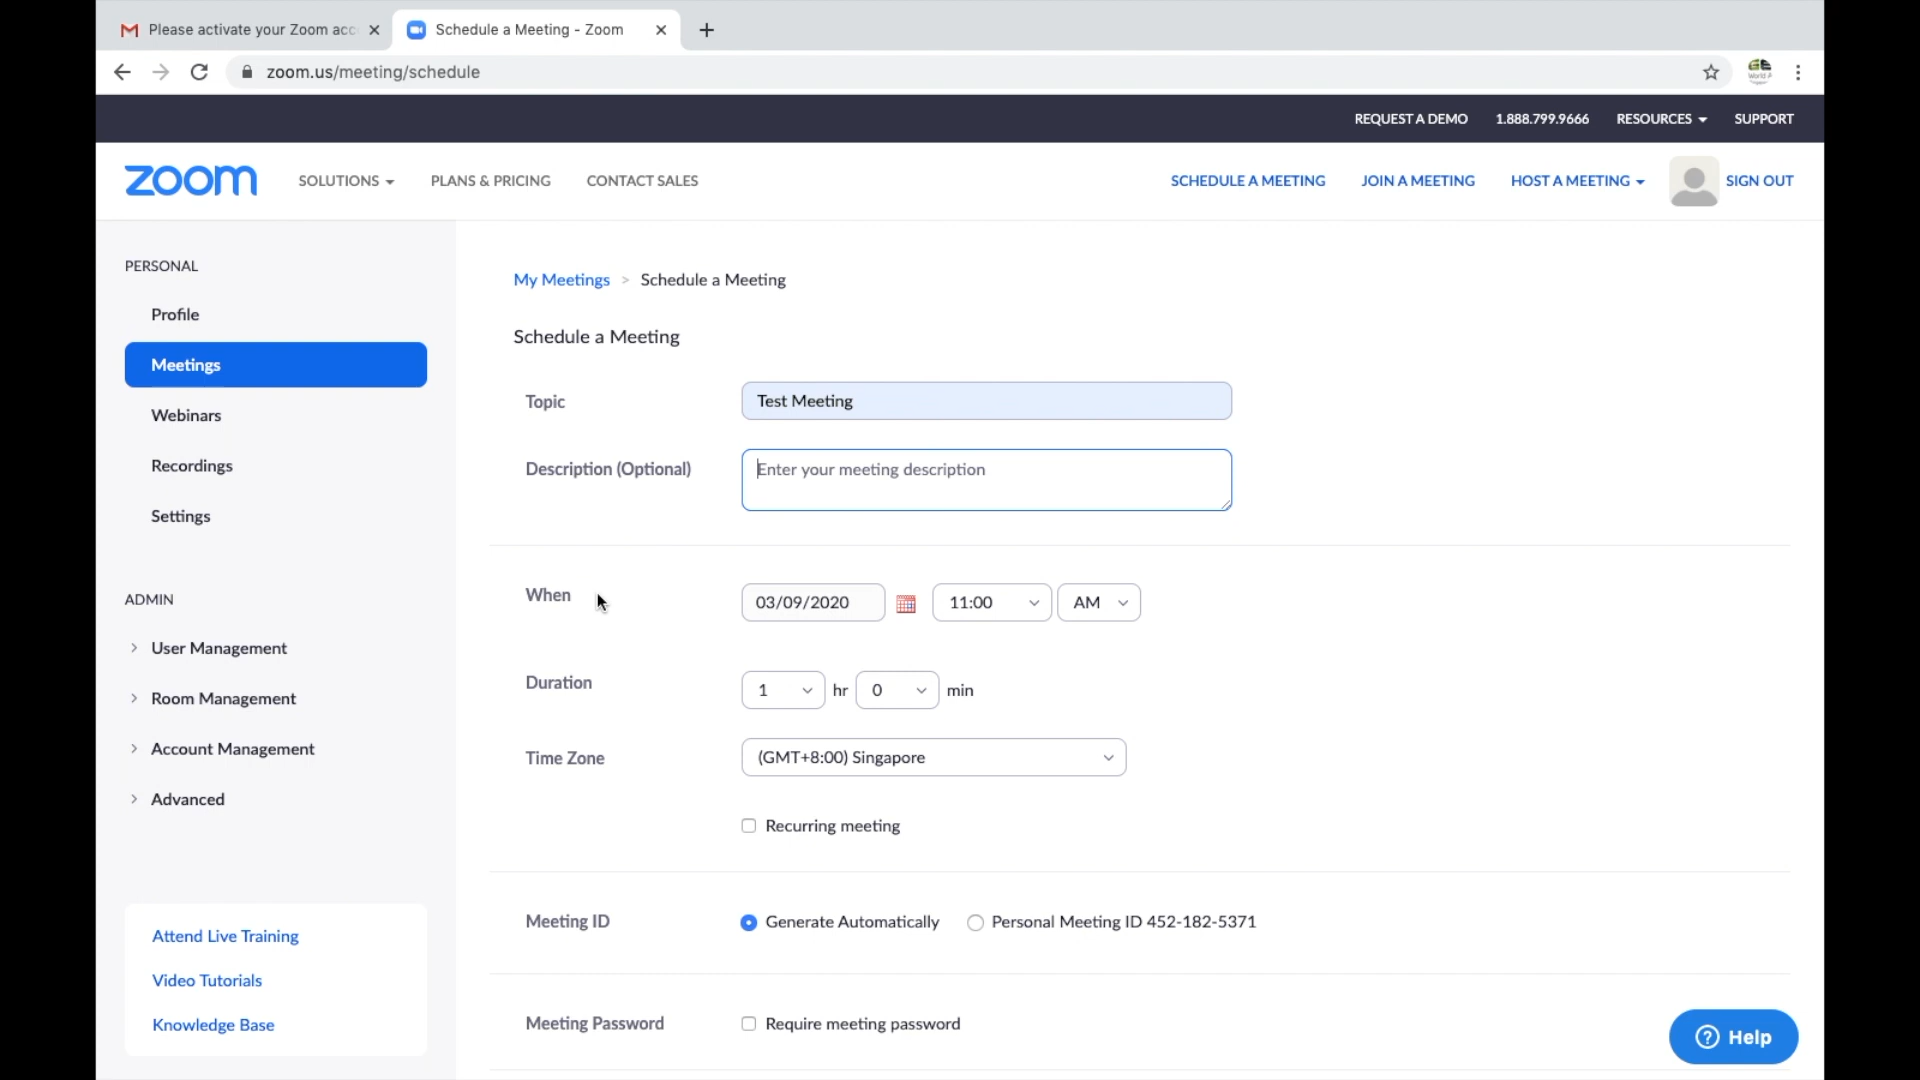 Please activate your Zoom acc
Schedule a Meeting - Zoom
zoom.us/meeting/schedule
REQUEST A DEMO 1.888.799.9666 RESOURCES SUPPORT
zoom SOLUTIONS PLANS & PRICING CONTACT SALES SCHEDULE A MEETING JOIN A MEETING HOST A MEETING SIGN OUT
PERSONAL
Profile
Meetings
Webinars
Recordings
Settings
ADMIN
User Management
Room Management
Account Management
Advanced
Attend Live Training
Video Tutorials
Knowledge Base
My Meetings > Schedule a Meeting
Schedule a Meeting
Topic Test Meeting
Description (Optional) Enter your meeting description
When 03/09/2020 11:00 AM
Duration 1 hr 0 min
Time Zone (GMT+8:00) Singapore
Recurring meeting
Meeting ID Generate Automatically Personal Meeting ID 452-182-5371
Meeting Password Require meeting password
Help